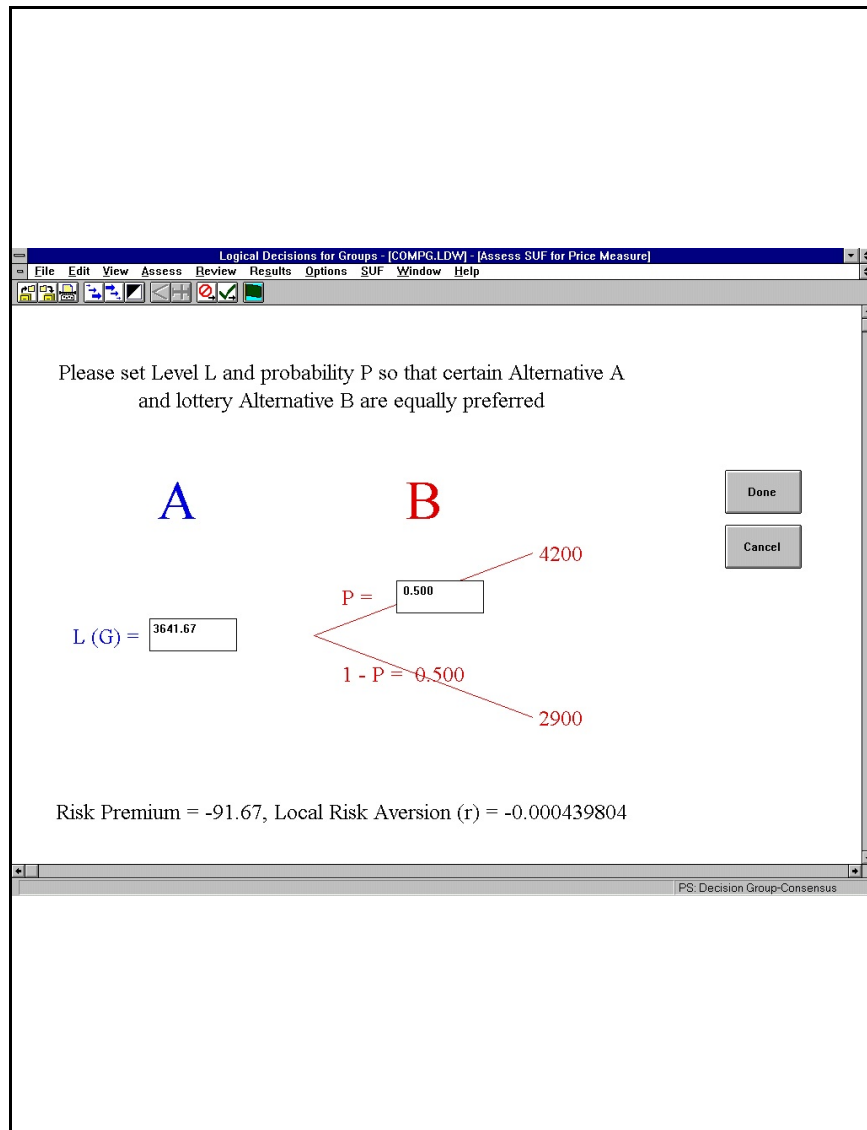 Logical Decisions for Groups - [COMPG.LDW] - [Assess SUF for Price Measure]
File Edit View Assess Review Results Options SUF Window Help
Please set Level L and probability P so that certain Alternative A
and lottery Alternative B are equally preferred
A B
Done
Cancel
4200
P = 0.500
L (G) = 3641.67
1 - P = 0.500
2900
Risk Premium = -91.67, Local Risk Aversion (r) = -0.000439804
PS: Decision Group-Consensus